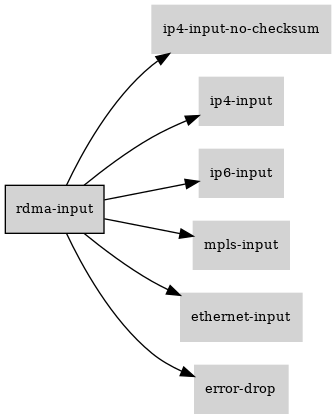 ip4-input-no-checksum
ip4-input
ip6-input
rdma-input
mpls-input
ethernet-input
error-drop